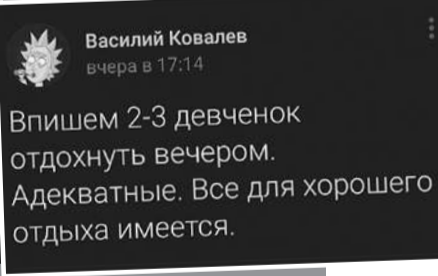 Василий Ковалев
вчера в 17:14
Впишем 2-3 девченок
отдохнуть вечером.
Адекватные. Все для хорошего
отдыха имеется.